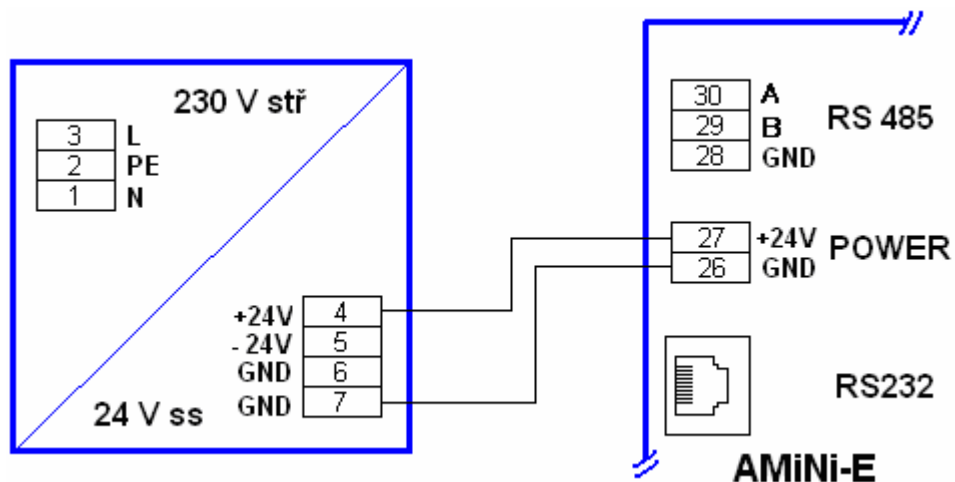 230 V stř
3 L
2 PE
1 N
+24V 4
-24V 5
GND 6
GND 7
24 V ss
30 A
29 B
28 GND
RS 485
27 +24V
26 GND
POWER
RS232
AMiNi-E